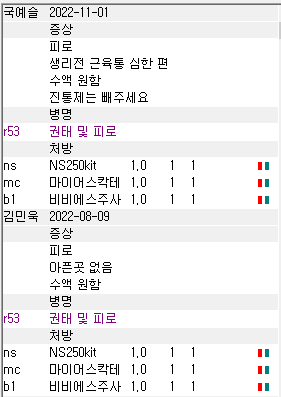 국예슬 2022-11-01
증상
피로
생리전 근육통 심한 편
수액 원함
진통제는 빼주세요
병명
r53 권태 및 피로
처방
ns NS250kit 1.0 1 1
mc 마이어스칵테 1.0 1 1
b1 비비에스주사 1.0 1 1
김민욱 2022-08-09
증상
피로
아픈곳 없음
수액 원함
병명
r53 권태 및 피로
처방
ns NS250kit 1.0 1 1
mc 마이어스칵테 1.0 1 1
b1 비비에스주사 1.0 1 1